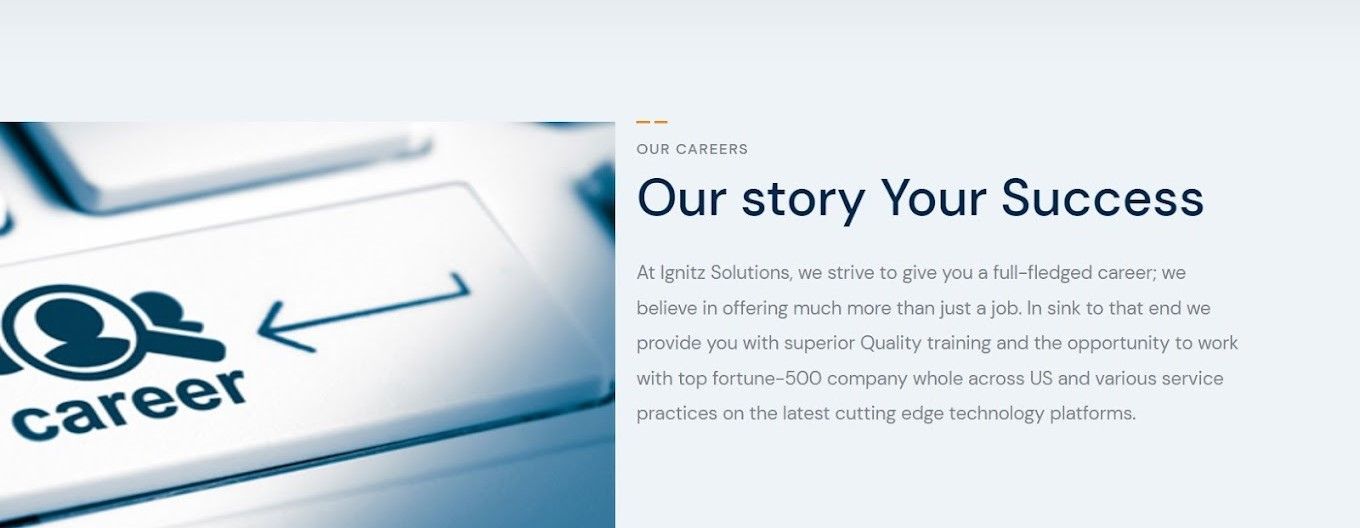 OUR CAREERS
Our story Your Success
At Ignitz Solutions, we strive to give you a full-fledged career; we
believe in offering much more than just a job. In sink to that end we
provide you with superior Quality training and the opportunity to work
with top fortune-500 company whole across US and various service
practices on the latest cutting edge technology platforms.
career